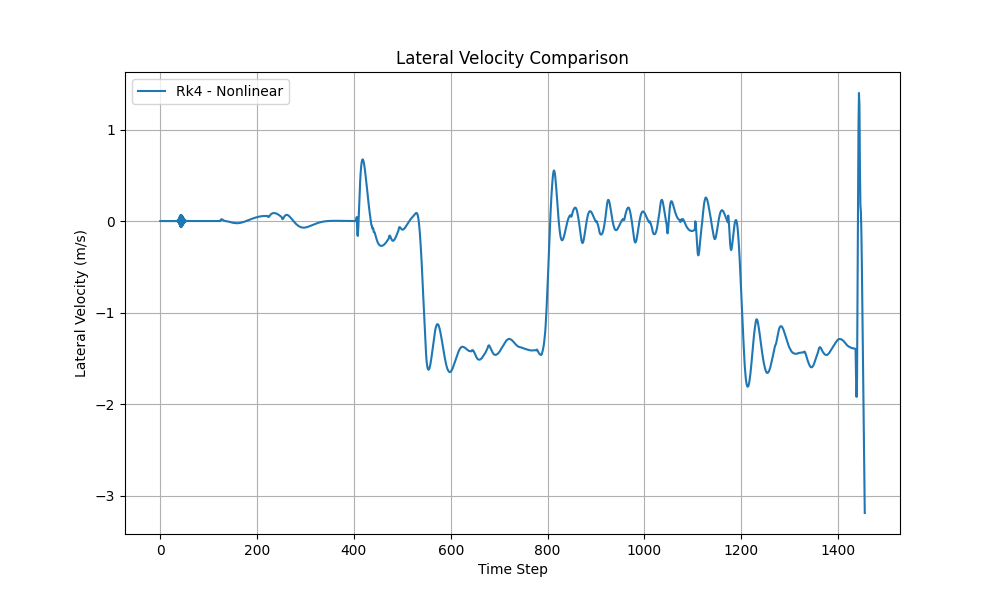 Lateral Velocity Comparison
Rk4 - Nonlinear
Lateral Velocity (m/s)
1
0
−1
−2
−3
0 200 400 600 800 1000 1200 1400
Time Step